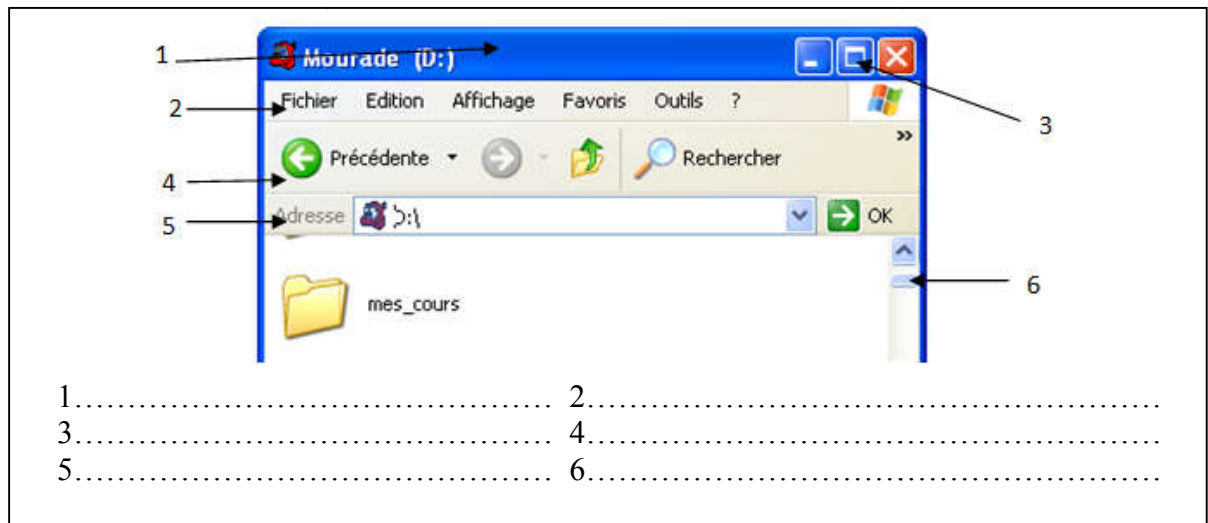 1
Mourade (D:)
2
Fichier Edition Affichage Favoris Outils ?
3
Précédente Rechercher »
4
5
Adresse :\ OK
6
mes_cours
1………………………………………… 2…………………………………………………
3………………………………………… 4…………………………………………………
5………………………………………… 6…………………………………………………